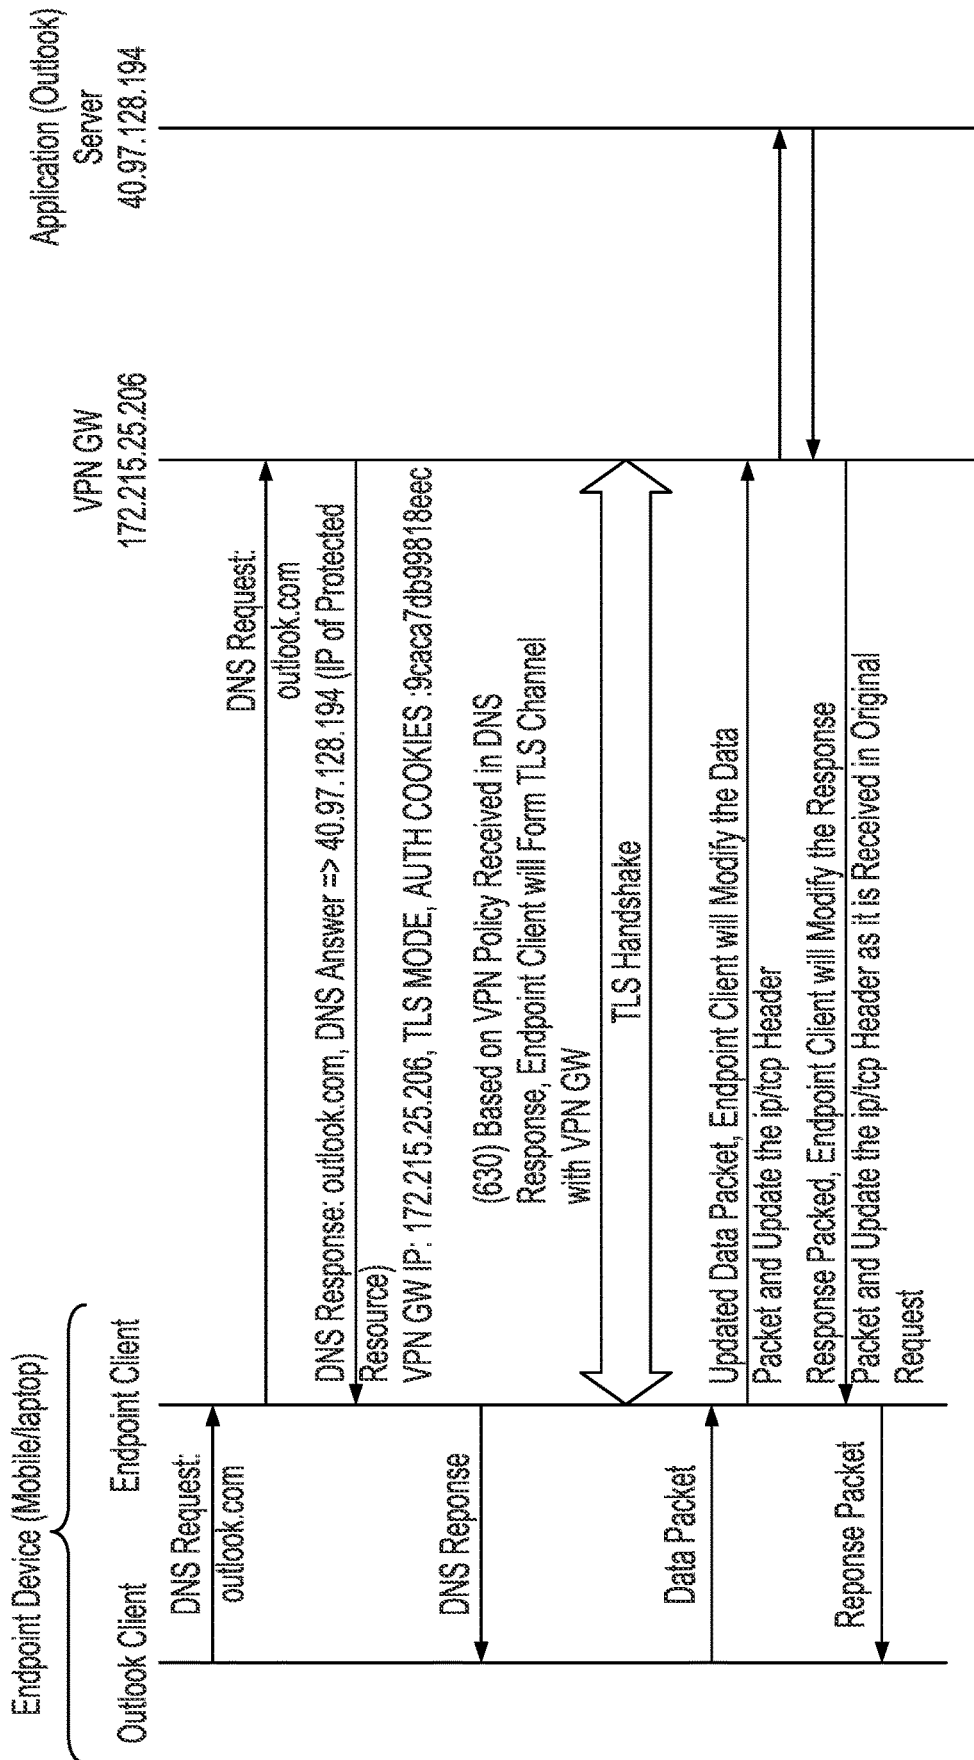 Endpoint Device (Mobile/laptop)
Outlook Client
Endpoint Client
VPN GW
172.215.25.206
Application (Outlook)
Server
40.97.128.194
DNS Request:
outlook.com
DNS Request:
outlook.com
DNS Response: outlook.com, DNS Answer => 40.97.128.194 (IP of Protected
Resource)
VPN GW IP: 172.215.25.206, TLS MODE, AUTH COOKIES :9caca7db99818eec
DNS Reponse
(630) Based on VPN Policy Received in DNS
Response, Endpoint Client will Form TLS Channel
with VPN GW
TLS Handshake
Data Packet
Updated Data Packet, Endpoint Client will Modify the Data
Packet and Update the ip/tcp Header
Response Packed, Endpoint Client will Modify the Response
Packet and Update the ip/tcp Header as it is Received in Original
Request
Reponse Packet